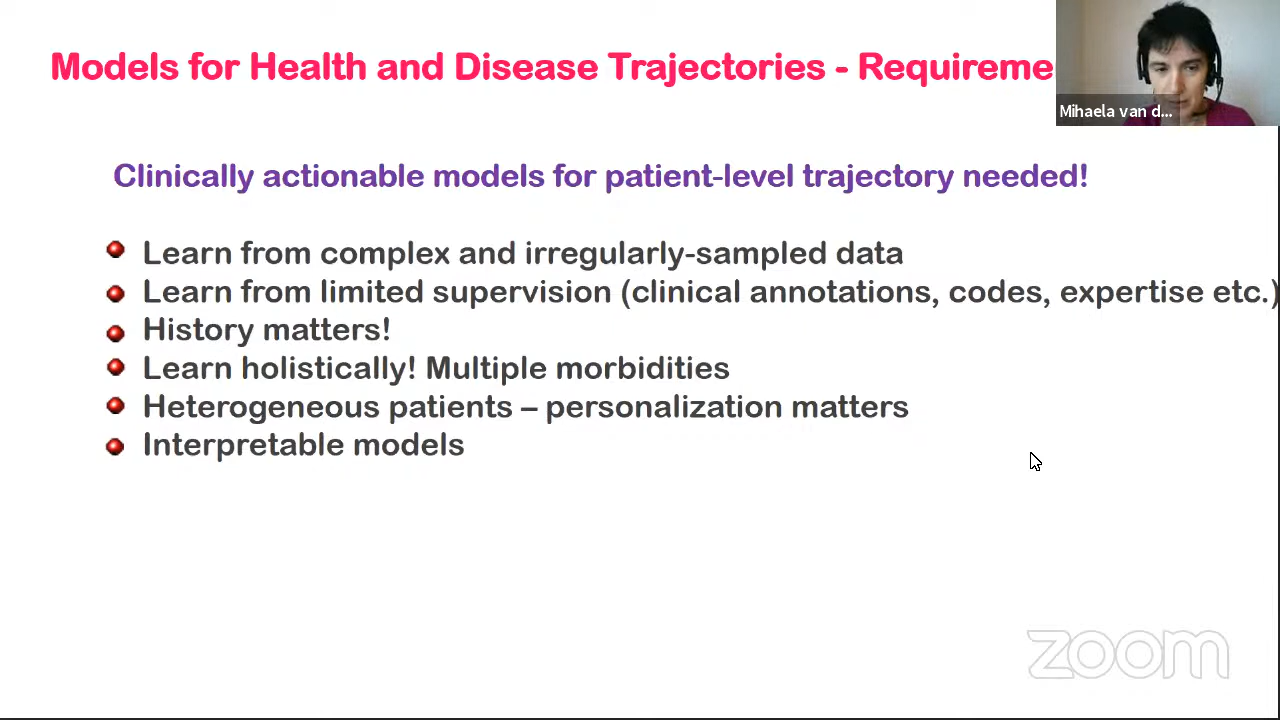 Models for Health and Disease Trajectories - Requireme
Mihaela van d...
Clinically actionable models for patient-level trajectory needed!
Learn from complex and irregularly-sampled data
Learn from limited supervision (clinical annotations, codes, expertise etc.)
History matters!
Learn holistically! Multiple morbidities
Heterogeneous patients – personalization matters
Interpretable models
zoom